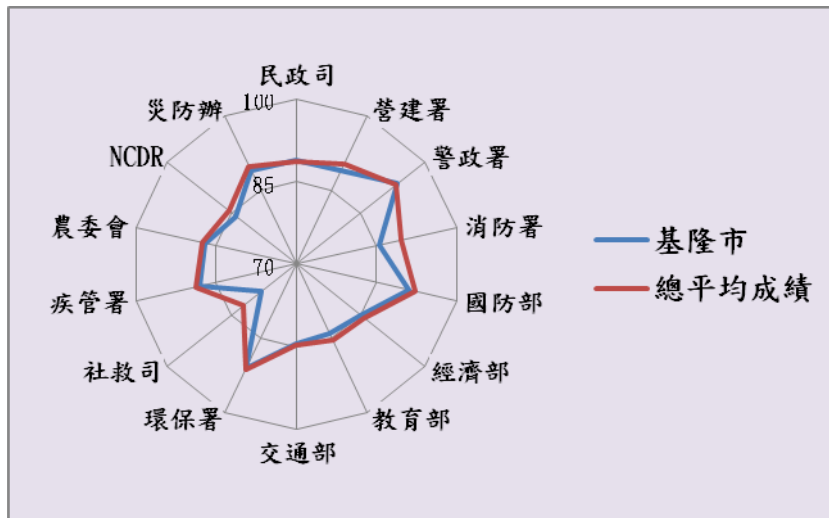 民政司
100
災防辦
營建署
NCDR
警政署
85
農委會
消防署
基隆市
70
總平均成績
疾管署
國防部
社救司
經濟部
環保署
教育部
交通部